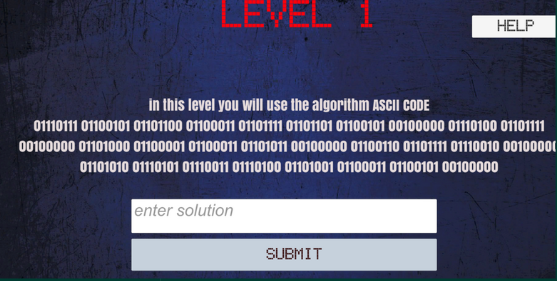 LEVEL 1
HELP
in this level you will use the algorithm ASCII CODE
01110111 01100101 01101100 01100011 01101111 01101101 01100101 00100000 01110100 01101111
00100000 01101000 01100001 01100011 01101011 00100000 01100110 01101111 01110010 00100000
01101010 01110101 01110011 01110100 01101001 01100011 01100101 00100000
enter solution
SUBMIT